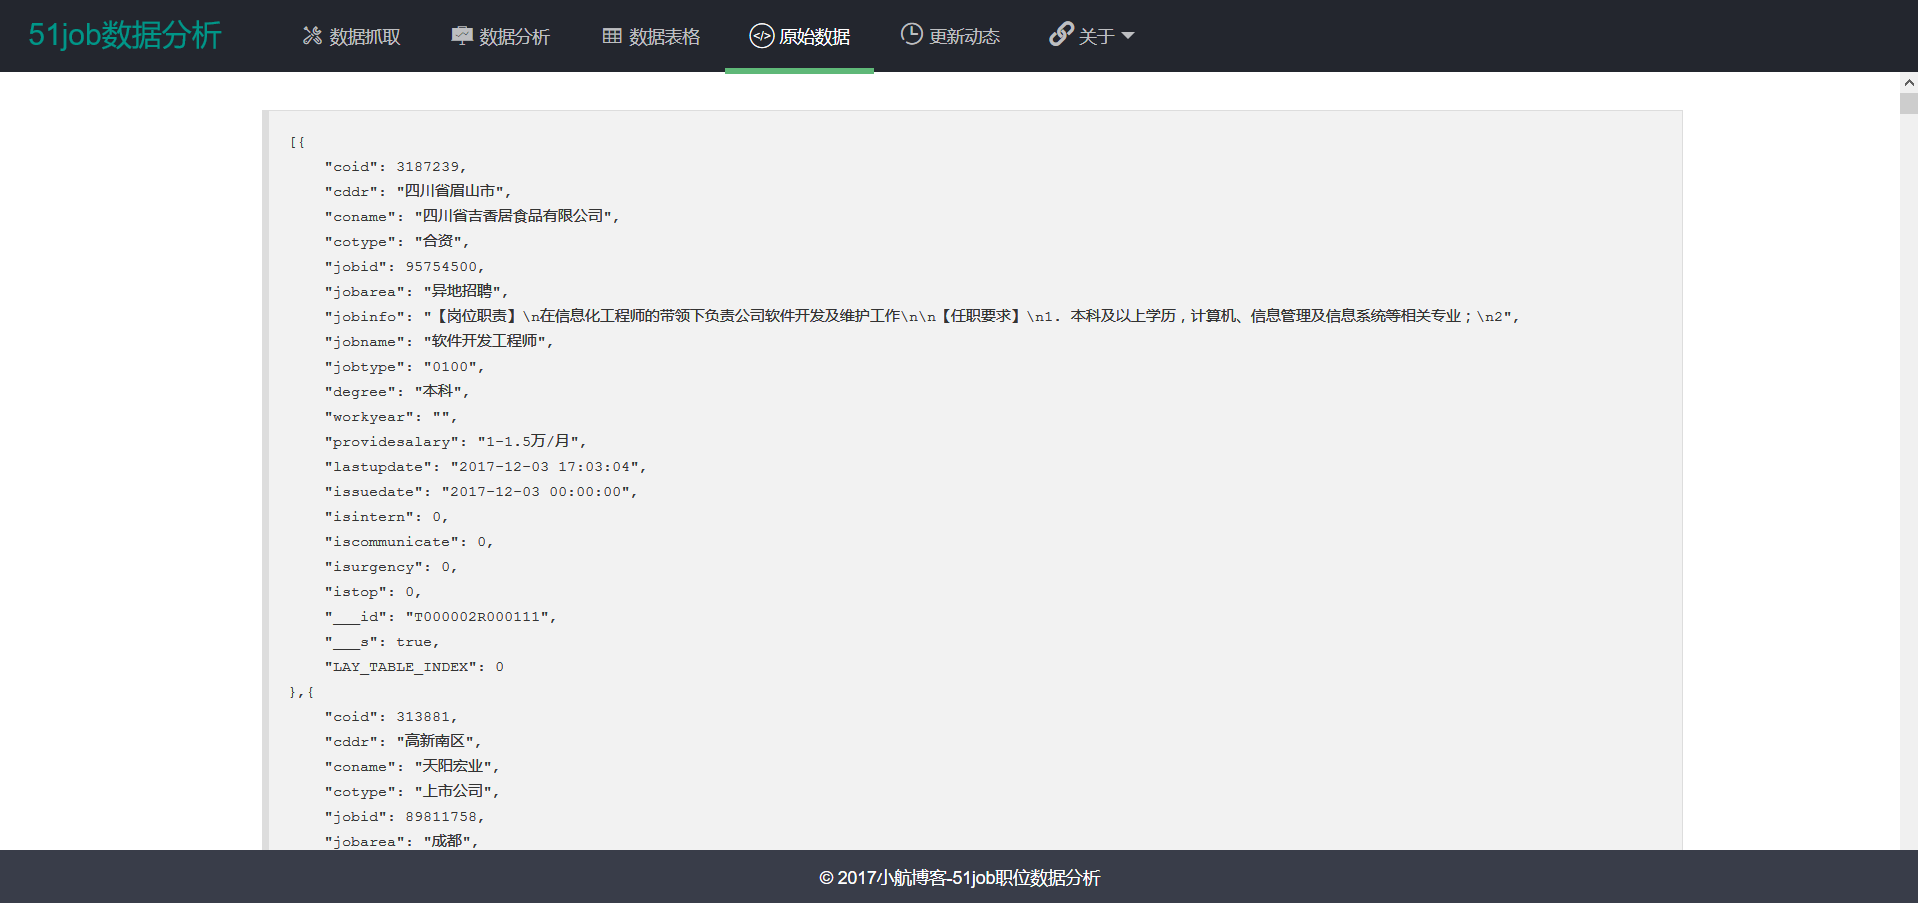 51job数据分析 数据抓取 数据分析 数据表格 </> 原始数据 更新动态 关于
[{
"coid": 3187239,
"cddr": "四川省眉山市",
"coname": "四川省吉香居食品有限公司",
"cotype": "合资",
"jobid": 95754500,
"jobarea": "异地招聘",
"jobinfo": "【岗位职责】\n在信息化工程师的带领下负责公司软件开发及维护工作\n\n【任职要求】\n1. 本科及以上学历，计算机、信息管理及信息系统等相关专业；\n2",
"jobname": "软件开发工程师",
"jobtype": "0100",
"degree": "本科",
"workyear": "",
"providesalary": "1-1.5万/月",
"lastupdate": "2017-12-03 17:03:04",
"issuedate": "2017-12-03 00:00:00",
"isintern": 0,
"iscommunicate": 0,
"isurgency": 0,
"istop": 0,
"___id": "T000002R000111",
"___s": true,
"LAY_TABLE_INDEX": 0
},{
"coid": 313881,
"cddr": "高新南区",
"coname": "天阳宏业",
"cotype": "上市公司",
"jobid": 89811758,
"jobarea": "成都",
© 2017小航博客-51job职位数据分析